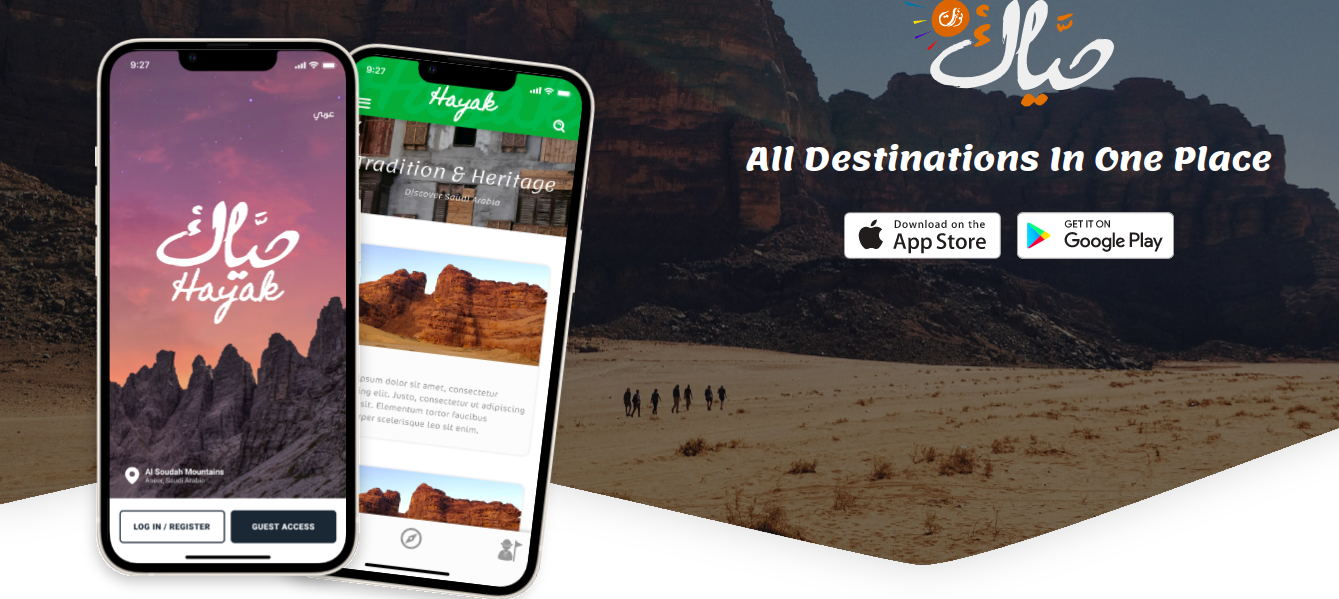 9:27
عربي
حيّاك
Hayak
Al Soudah Mountains
Aseer, Saudi Arabia
LOG IN / REGISTER
GUEST ACCESS
9:27
Hayak
Tradition & Heritage
Discover Saudi Arabia
psum dolor sit amet, consectetur
ing elit. Justo, consectetur ut adipiscing
sit. Elementum tortor faucibus
per scelerisque leo sit enim.
حيّاك
All Destinations In One Place
Download on the
App Store
GET IT ON
Google Play